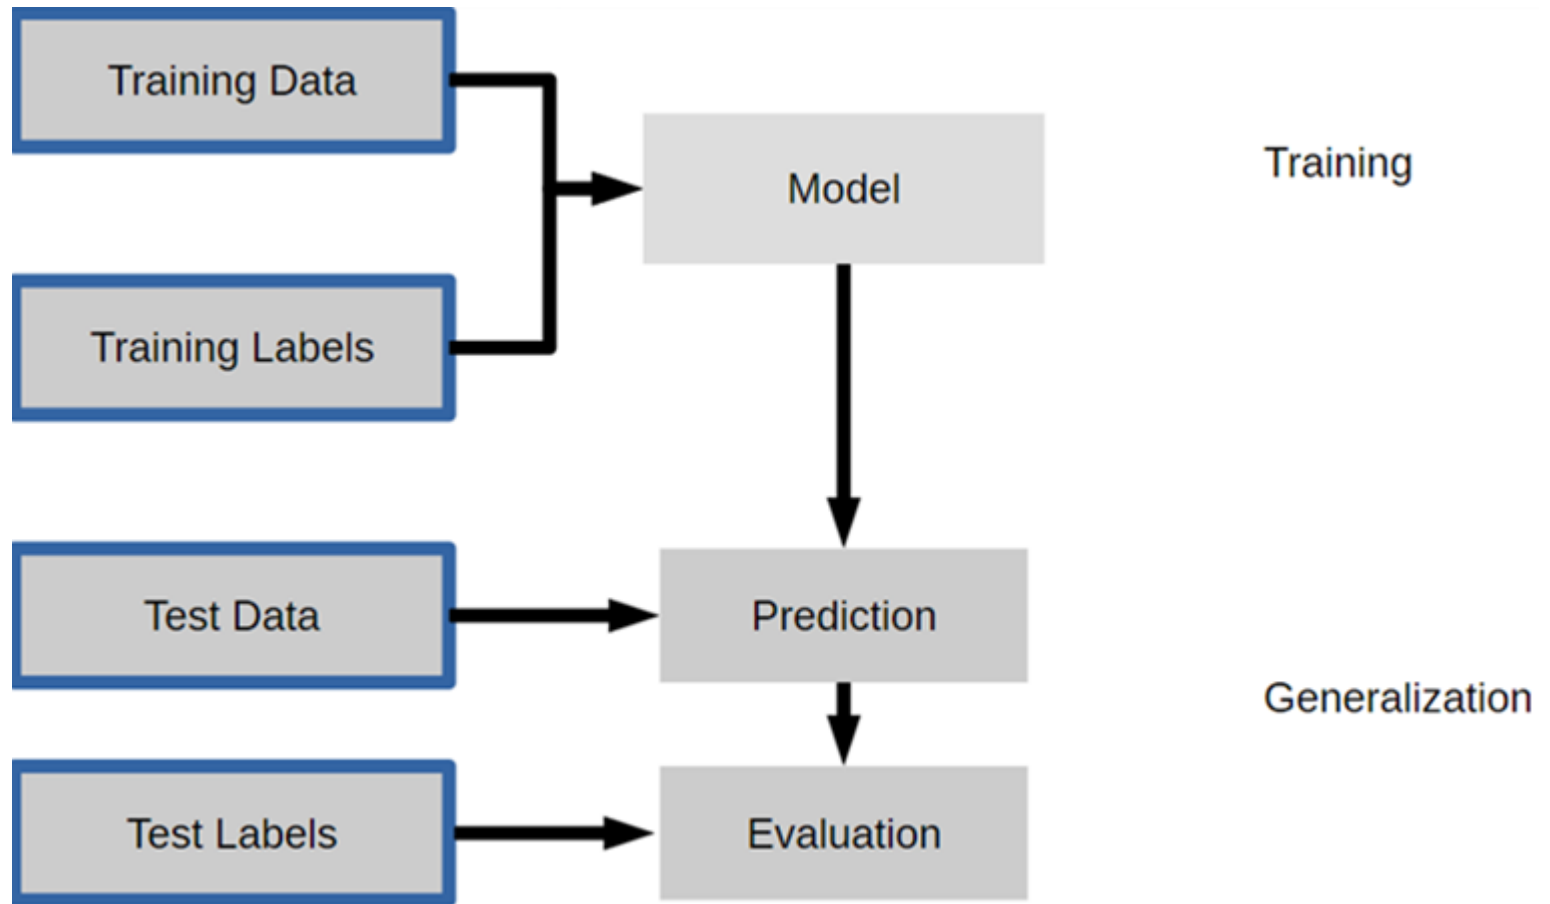 Training Data
Model
Training
Training Labels
Test Data
Prediction
Generalization
Test Labels
Evaluation